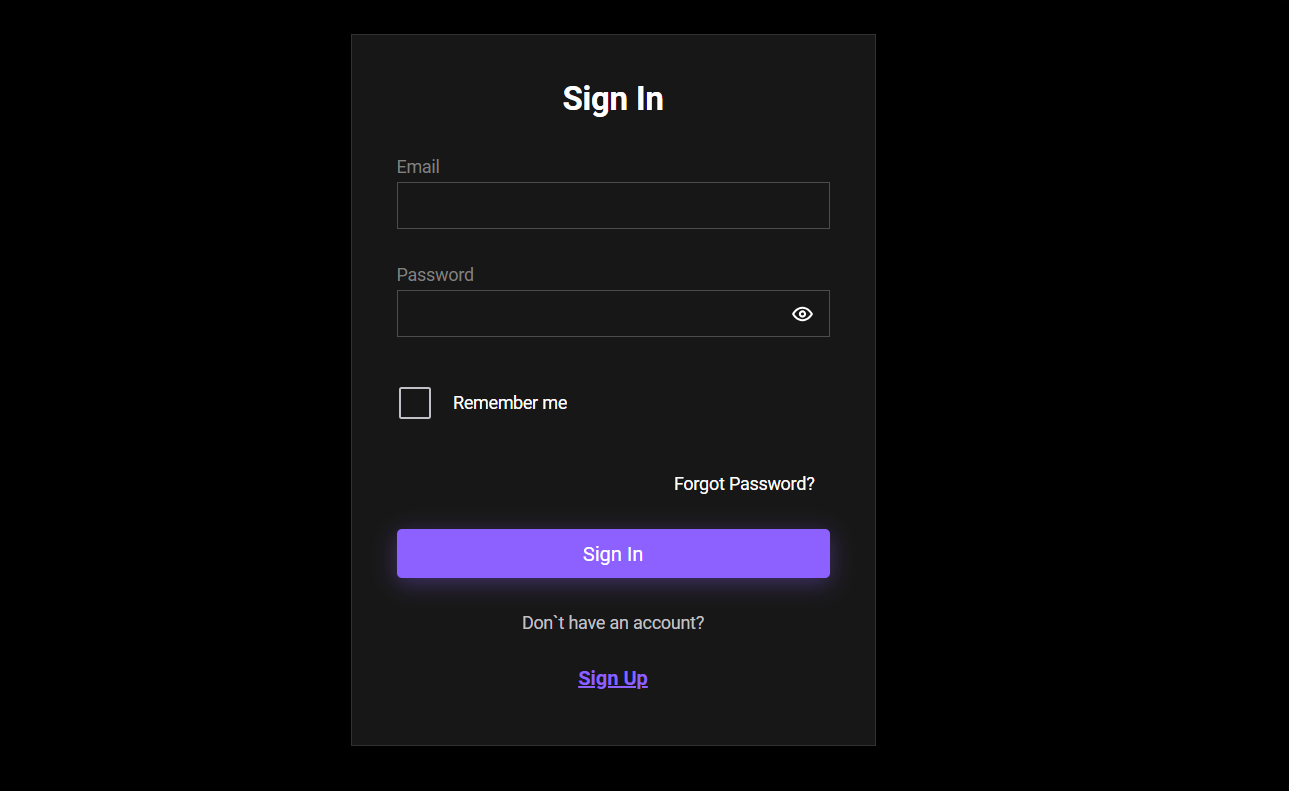 Sign In
Email
Password
Remember me
Forgot Password?
Sign In
Don`t have an account?
Sign Up